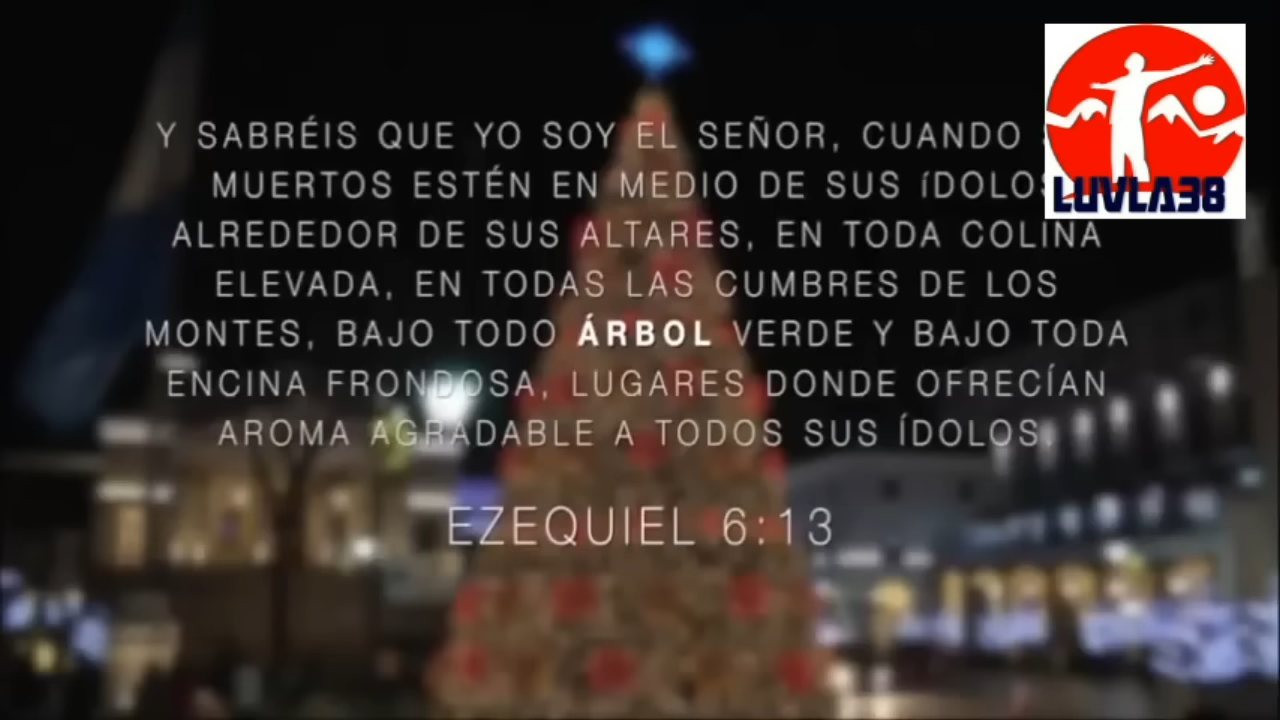 Y SABRÉIS QUE YO SOY EL SEÑOR, CUANDO
MUERTOS ESTÉN EN MEDIO DE SUS íDOLOS
ALREDEDOR DE SUS ALTARES, EN TODA COLINA
ELEVADA, EN TODAS LAS CUMBRES DE LOS
MONTES, BAJO TODO ÁRBOL VERDE Y BAJO TODA
ENCINA FRONDOSA, LUGARES DONDE OFRECÍAN
AROMA AGRADABLE A TODOS SUS ÍDOLOS.
EZEQUIEL 6:13
LUVLA38